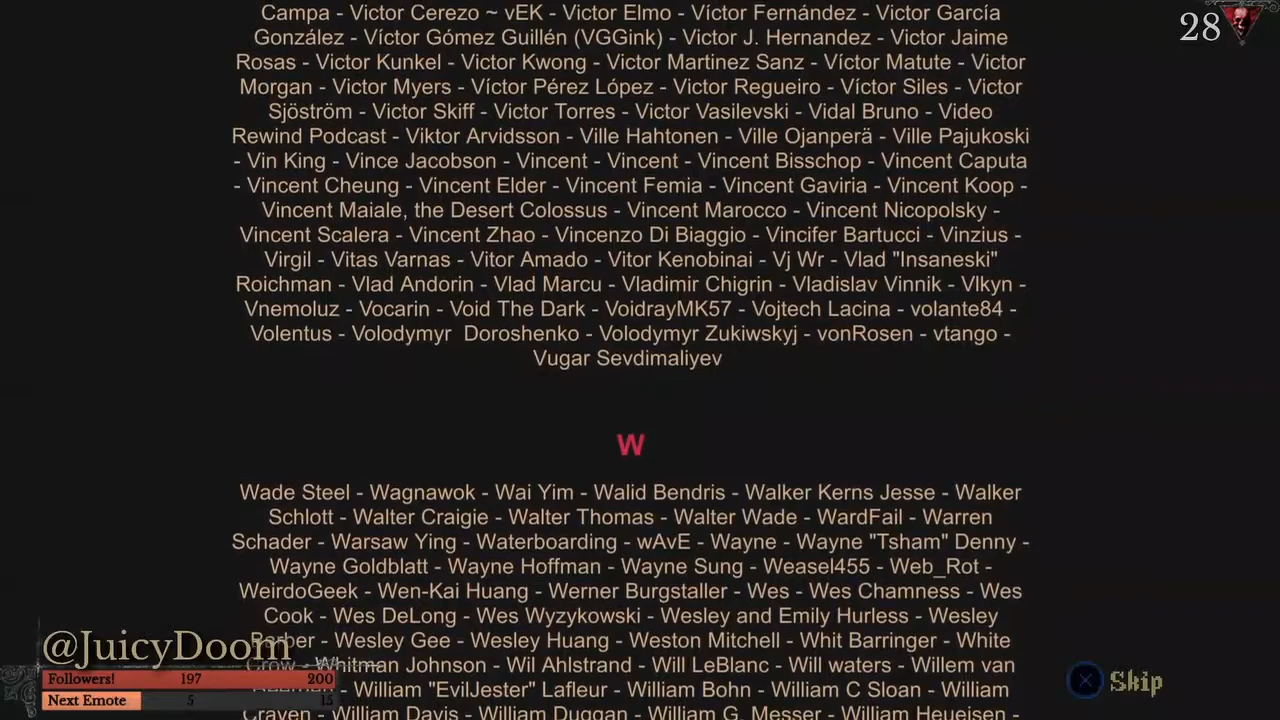 Campa - Victor Cerezo ~ vEK - Victor Elmo - Víctor Fernández - Victor García
28
González - Víctor Gómez Guillén (VGGink) - Victor J. Hernandez - Victor Jaime
Rosas - Victor Kunkel - Victor Kwong - Victor Martinez Sanz - Víctor Matute - Victor
Morgan - Victor Myers - Víctor Pérez López - Victor Regueiro - Víctor Siles - Victor
Sjöström - Victor Skiff - Victor Torres - Victor Vasilevski - Vidal Bruno - Video
Rewind Podcast - Viktor Arvidsson - Ville Hahtonen - Ville Ojanperä - Ville Pajukoski
- Vin King - Vince Jacobson - Vincent - Vincent - Vincent Bisschop - Vincent Caputa
- Vincent Cheung - Vincent Elder - Vincent Femia - Vincent Gaviria - Vincent Koop -
Vincent Maiale, the Desert Colossus - Vincent Marocco - Vincent Nicopolsky -
Vincent Scalera - Vincent Zhao - Vincenzo Di Biaggio - Vincifer Bartucci - Vinzius -
Virgil - Vitas Varnas - Vitor Amado - Vitor Kenobinai - Vj Wr - Vlad "Insaneski"
Roichman - Vlad Andorin - Vlad Marcu - Vladimir Chigrin - Vladislav Vinnik - Vlkyn -
Vnemoluz - Vocarin - Void The Dark - VoidrayMK57 - Vojtech Lacina - volante84 -
Volentus - Volodymyr  Doroshenko - Volodymyr Zukiwskyj - vonRosen - vtango -
Vugar Sevdimaliyev
W
Wade Steel - Wagnawok - Wai Yim - Walid Bendris - Walker Kerns Jesse - Walker
Schlott - Walter Craigie - Walter Thomas - Walter Wade - WardFail - Warren
Schader - Warsaw Ying - Waterboarding - wAvE - Wayne - Wayne "Tsham" Denny -
Wayne Goldblatt - Wayne Hoffman - Wayne Sung - Weasel455 - Web_Rot -
WeirdoGeek - Wen-Kai Huang - Werner Burgstaller - Wes - Wes Chamness - Wes
Cook - Wes DeLong - Wes Wyzykowski - Wesley and Emily Hurless - Wesley
Barber - Wesley Gee - Wesley Huang - Weston Mitchell - Whit Barringer - White
@JuicyDoom
Crow - Whitman Johnson - Wil Ahlstrand - Will LeBlanc - Will waters - Willem van
Followers! 197 200
- William "EvilJester" Lafleur - William Bohn - William C Sloan - William
Skip
Next Emote 5 15
Craven - William Davis - William Duggan - William G. Messer - William Heueisen -